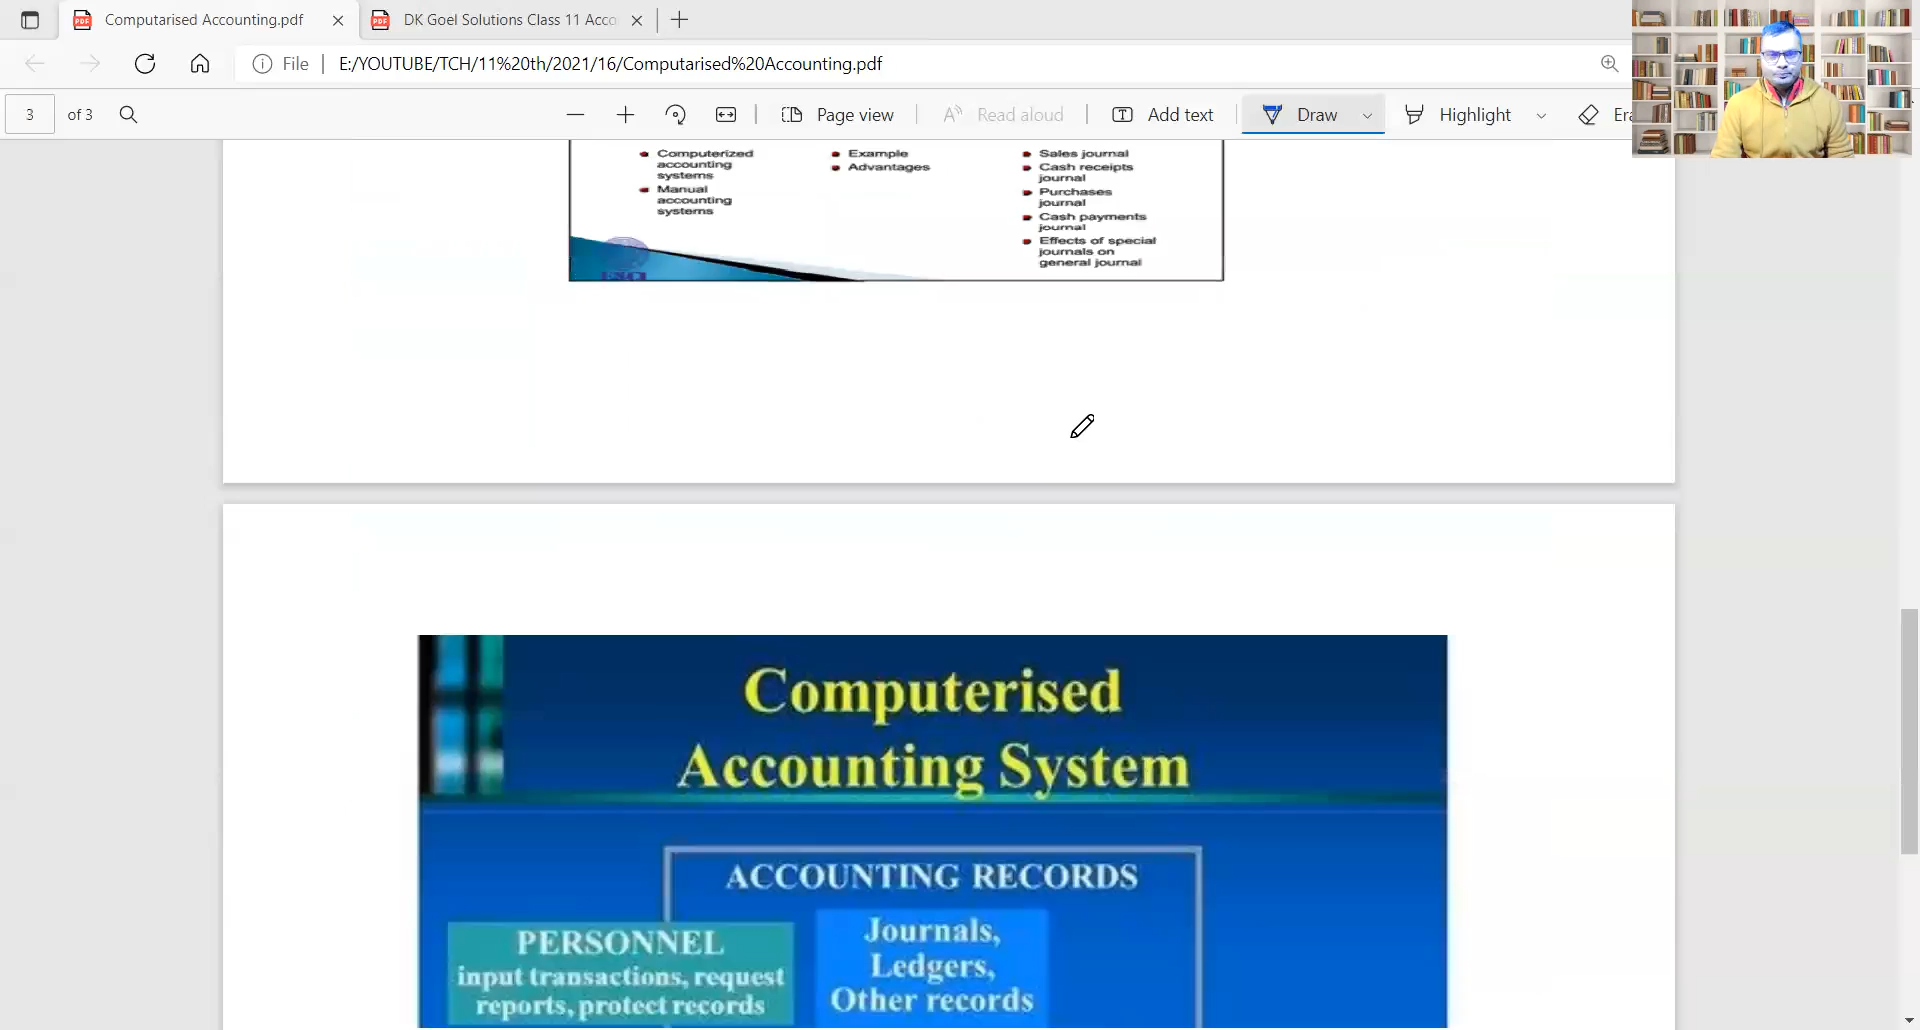 Computarised Accounting.pdf
DK Goel Solutions Class 11 Acco
File
E:/YOUTUBE/TCH/11%20th/2021/16/Computarised%20Accounting.pdf
3 of 3
Page view
Read aloud
Add text
Draw
Highlight
Era
Computerized
accounting
systems
Manual
accounting
systems
Example
Advantages
Sales journal
Cash receipts
journal
Purchases
journal
Cash payments
journal
Effects of special
journals on
general journal
ESCI
Computerised
Accounting System
ACCOUNTING RECORDS
PERSONNEL
input transactions, request
reports, protect records
Journals,
Ledgers,
Other records